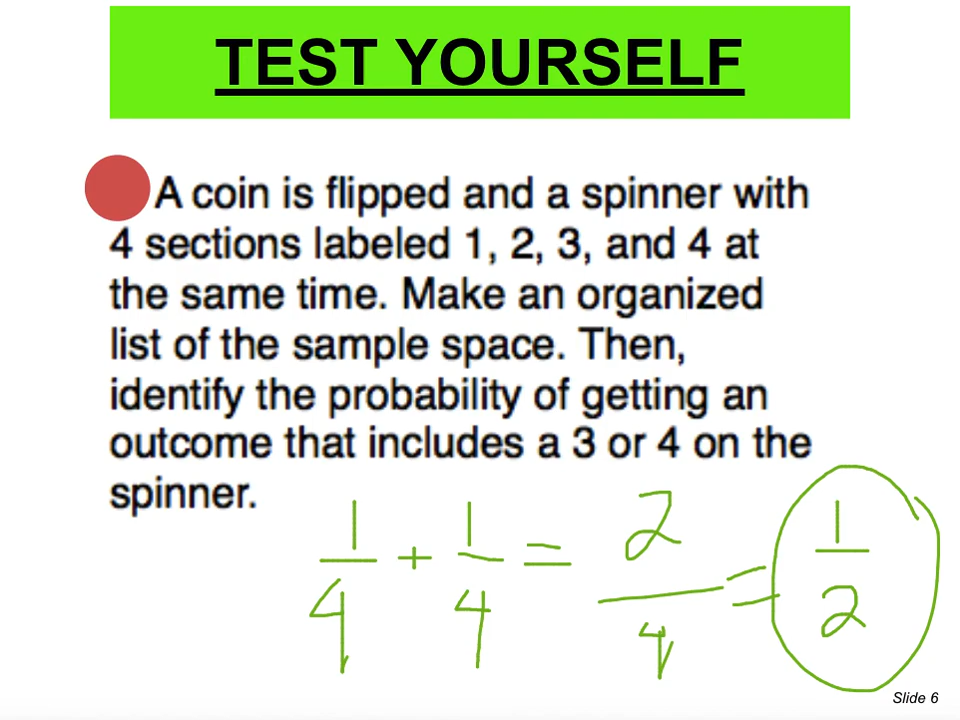 TEST YOURSELF
A coin is flipped and a spinner with
4 sections labeled 1, 2, 3, and 4 at
the same time. Make an organized
list of the sample space. Then,
identify the probability of getting an
outcome that includes a 3 or 4 on the
spinner.
1/4 + 1/4 = 2/4 = 1/2
Slide 6